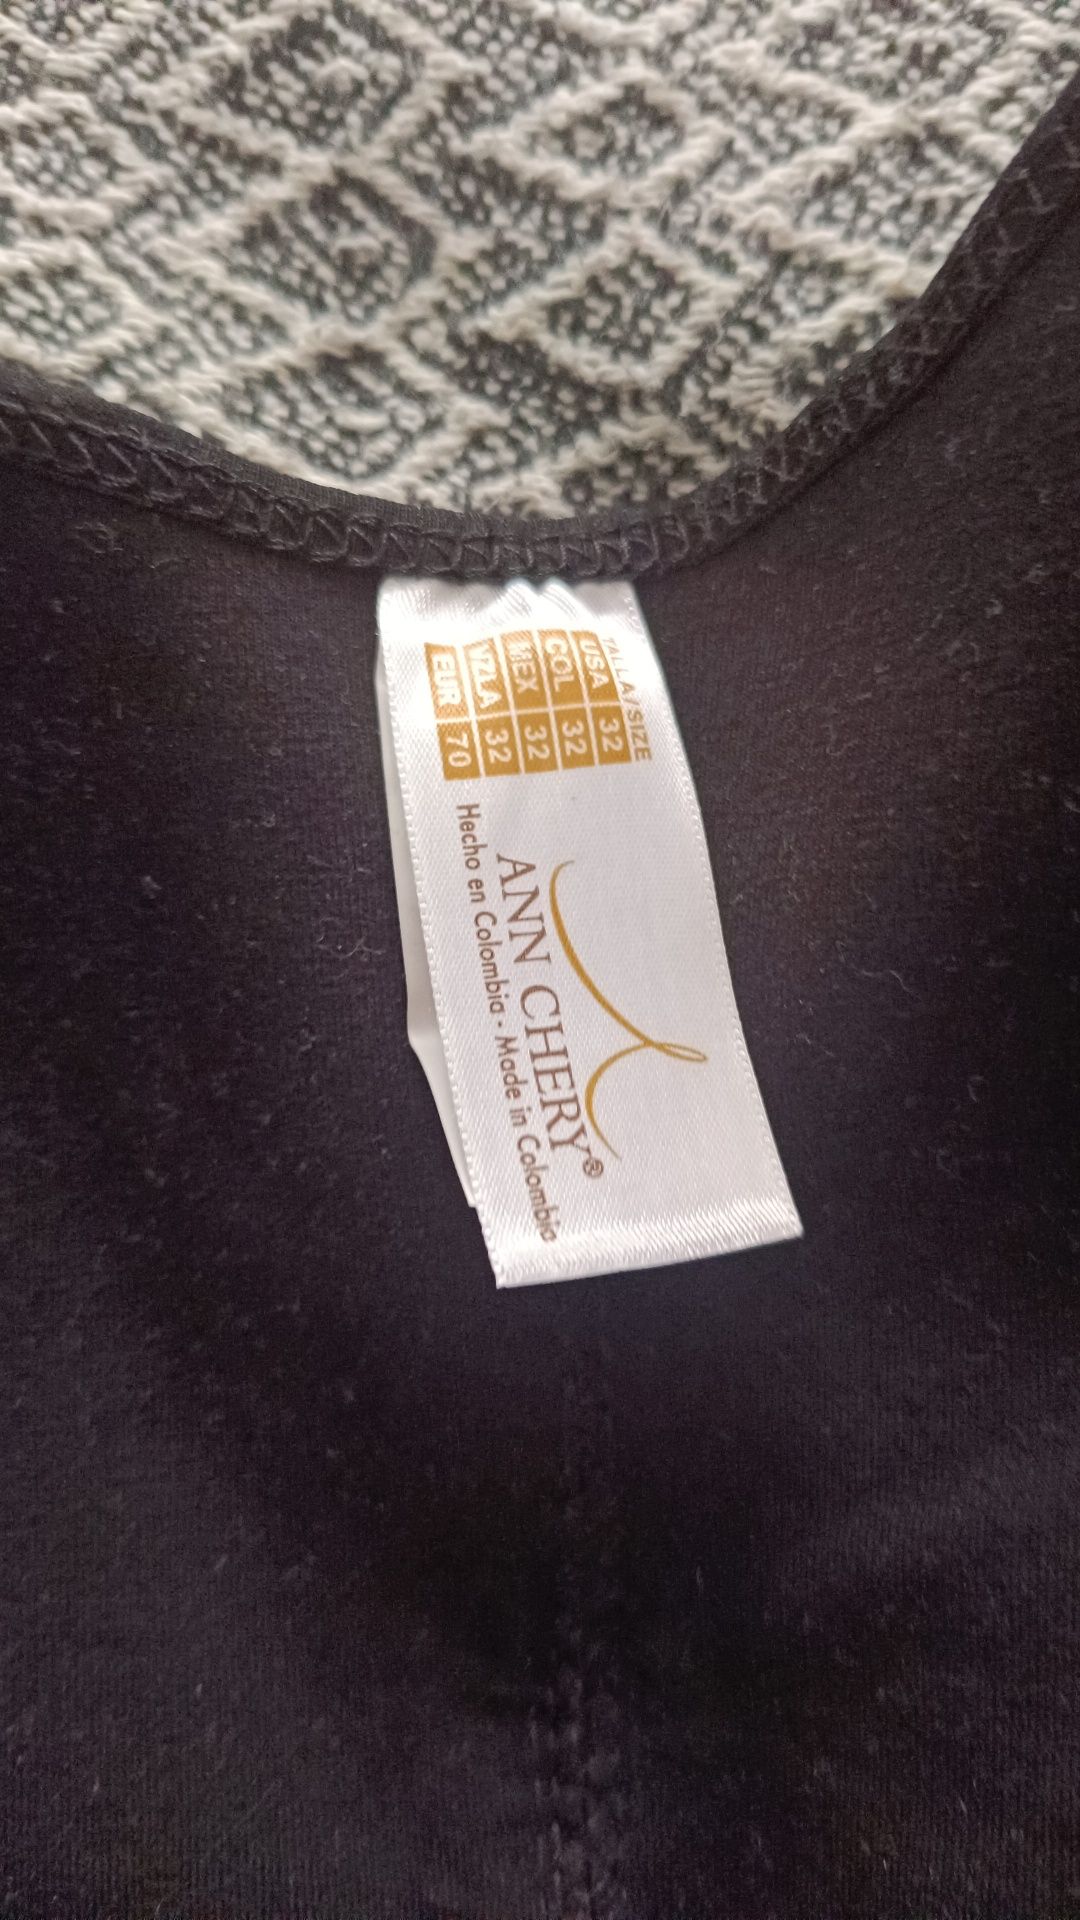 TALLA / SIZE
USA 32
COL 32
MEX 32
VZLA 32
EUR 70
ANN CHERY®
Hecho en Colombia - Made in Colombia